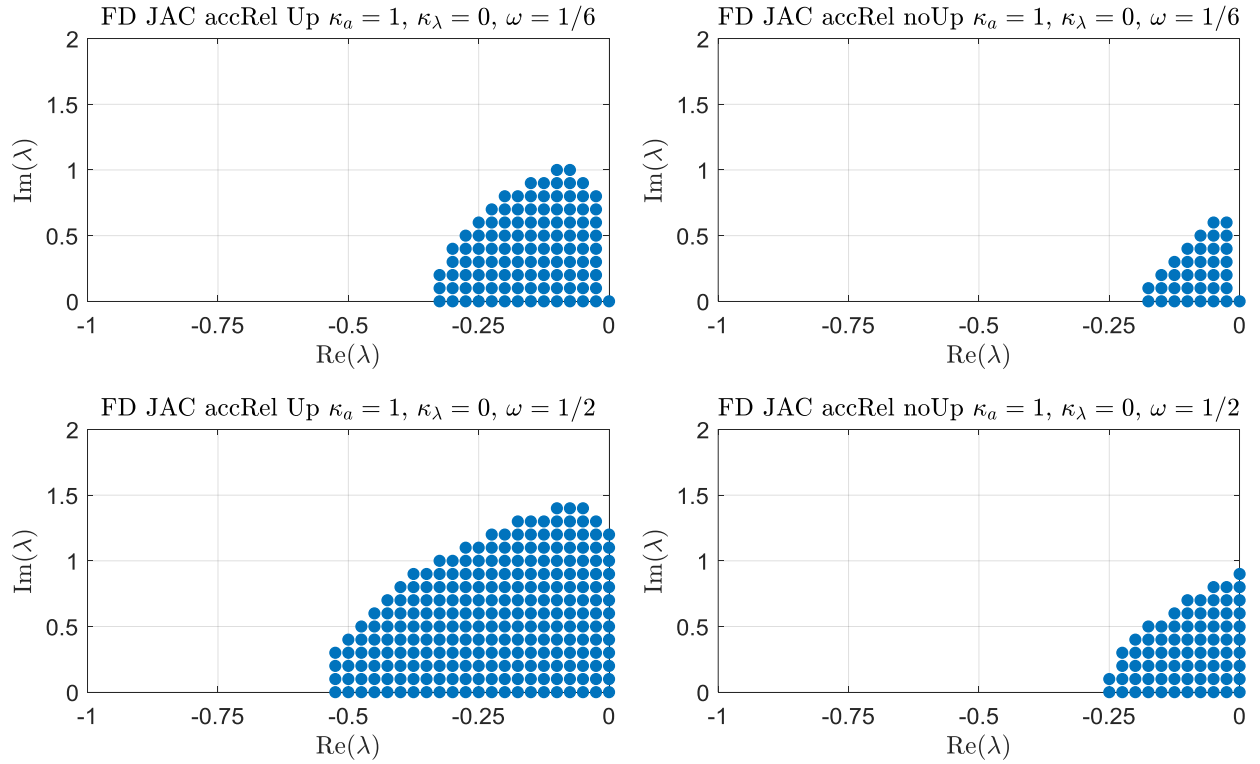 FD JAC accRel Up κₐ = 1, κ_λ = 0, ω = 1/6
2
1.5
1
0.5
0
Im(λ)
-1 -0.75 -0.5 -0.25 0
Re(λ)
FD JAC accRel noUp κₐ = 1, κ_λ = 0, ω = 1/6
2
1.5
1
0.5
0
Im(λ)
-1 -0.75 -0.5 -0.25 0
Re(λ)
FD JAC accRel Up κₐ = 1, κ_λ = 0, ω = 1/2
2
1.5
1
0.5
0
Im(λ)
-1 -0.75 -0.5 -0.25 0
Re(λ)
FD JAC accRel noUp κₐ = 1, κ_λ = 0, ω = 1/2
2
1.5
1
0.5
0
Im(λ)
-1 -0.75 -0.5 -0.25 0
Re(λ)